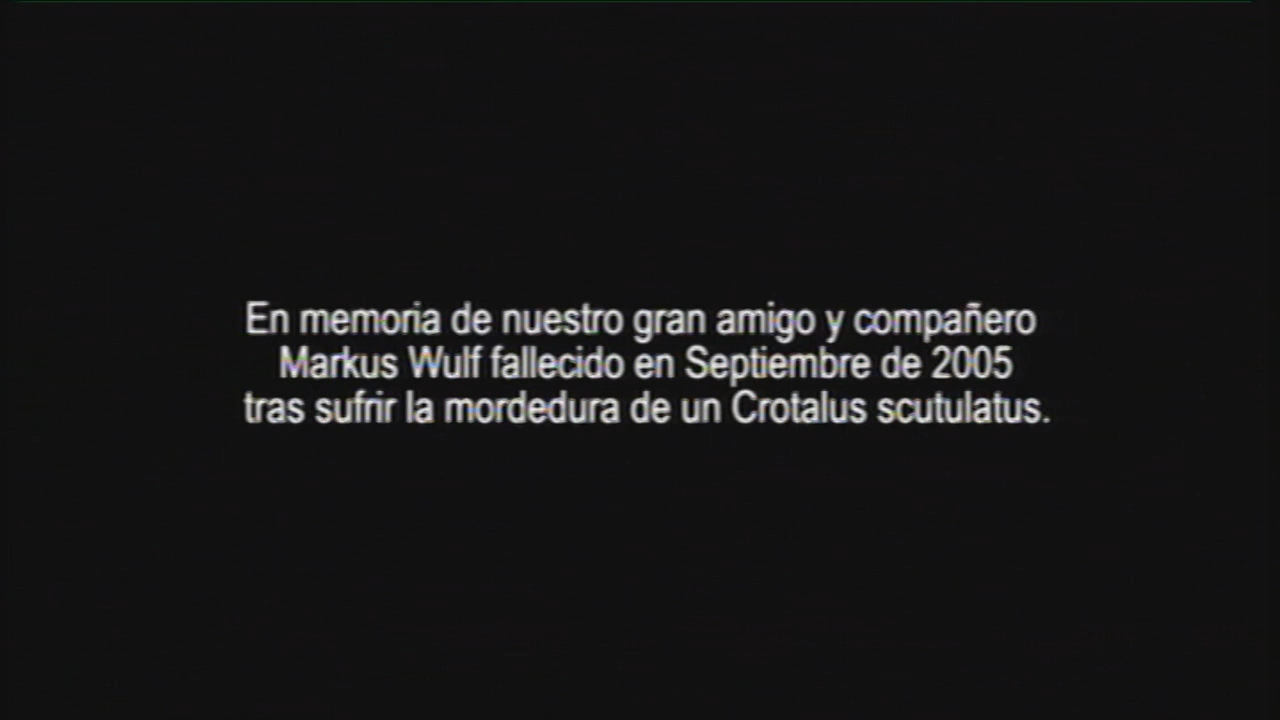 En memoria de nuestro gran amigo y compañero
Markus Wulf fallecido en Septiembre de 2005
tras sufrir la mordedura de un Crotalus scutulatus.